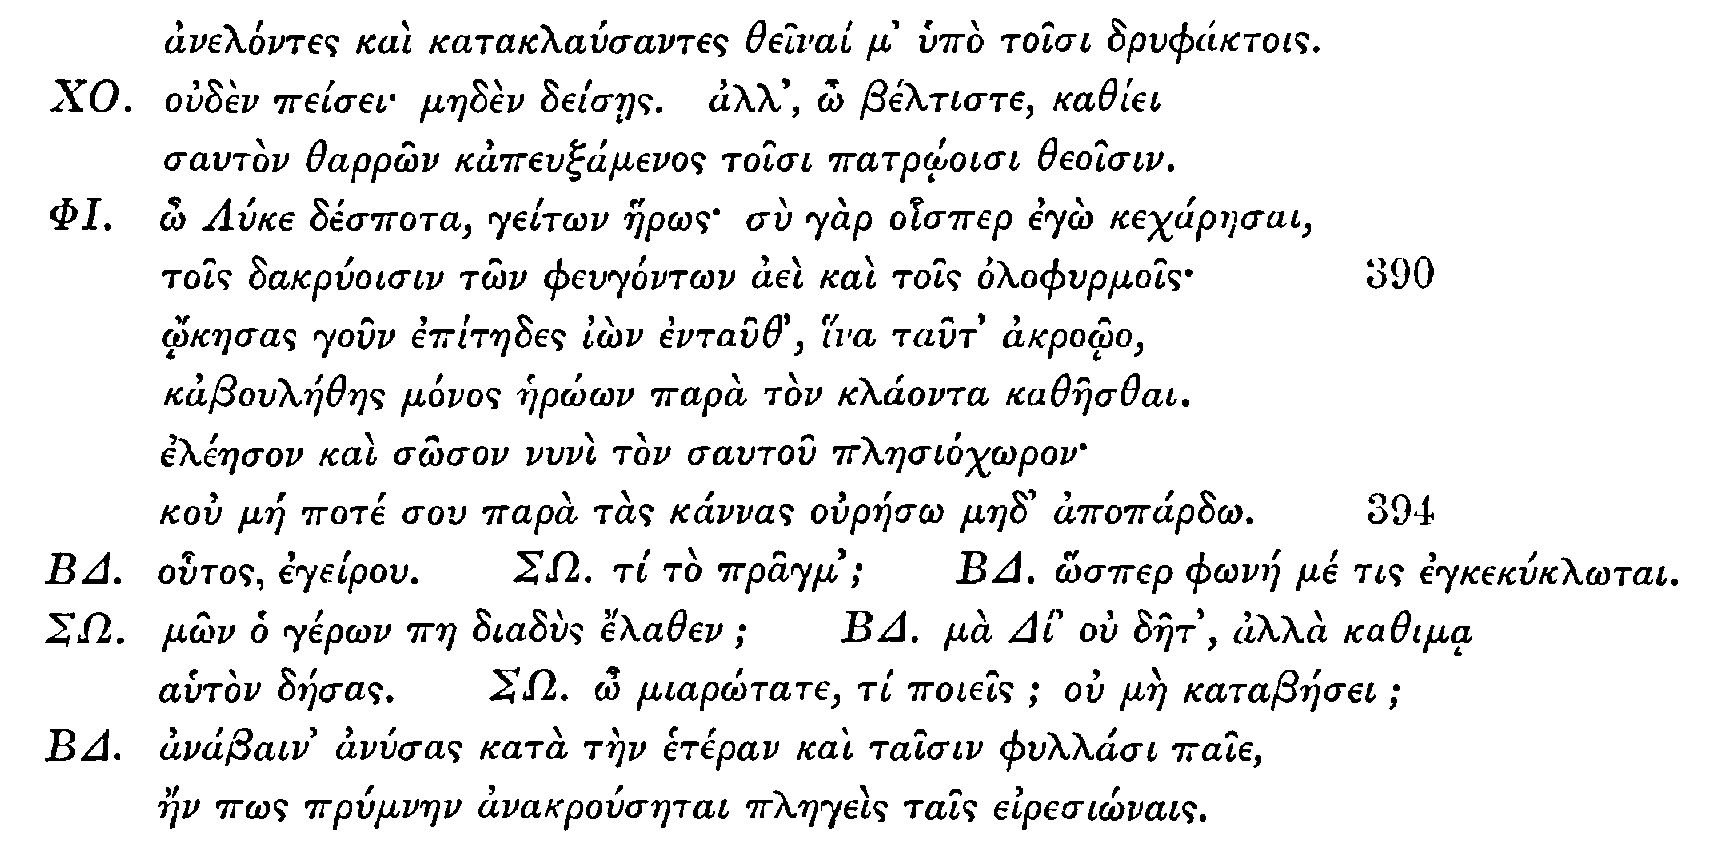 ἀνελόντες καὶ κατακλαύσαντες θεῖναί μ’ ὑπὸ τοῖσι δρυφάκτοις.
ΧΟ. οὐδὲν πείσει· μηδὲν δείσῃς. ἀλλ’, ὦ βέλτιστε, καθίει
σαυτὸν θαρρῶν κἀπευξάμενος τοῖσι πατρῴοισι θεοῖσιν.
ΦΙ. ὦ Λύκε δέσποτα, γείτων ἥρως· σὺ γὰρ οἷσπερ ἐγὼ κεχάρησαι,
τοῖς δακρύοισιν τῶν φευγόντων ἀεὶ καὶ τοῖς ὀλοφυρμοῖς· 390
ᾤκησας γοῦν ἐπίτηδες ἰὼν ἐνταῦθ’, ἵνα ταῦτ’ ἀκροῷο,
κἀβουλήθης μόνος ἡρώων παρὰ τὸν κλάοντα καθῆσθαι.
ἐλέησον καὶ σῶσον νυνὶ τὸν σαυτοῦ πλησιόχωρον·
κοὐ μή ποτέ σου παρὰ τὰς κάννας οὐρήσω μηδ’ ἀποπάρδω. 394
ΒΔ. οὗτος, ἐγείρου. ΣΩ. τί τὸ πρᾶγμ’; ΒΔ. ὥσπερ φωνή μέ τις ἐγκεκύκλωται.
ΣΩ. μῶν ὁ γέρων πῃ διαδὺς ἔλαθεν; ΒΔ. μὰ Δί’ οὐ δῆτ’, ἀλλὰ καθιμᾳ
αὑτὸν δήσας. ΣΩ. ὦ μιαρώτατε, τί ποιεῖς; οὐ μὴ καταβήσει;
ΒΔ. ἀνάβαιν’ ἀνύσας κατὰ τὴν ἑτέραν καὶ ταῖσιν φυλλάσι παῖε,
ἤν πως πρύμνην ἀνακρούσηται πληγεὶς ταῖς εἰρεσιώναις.